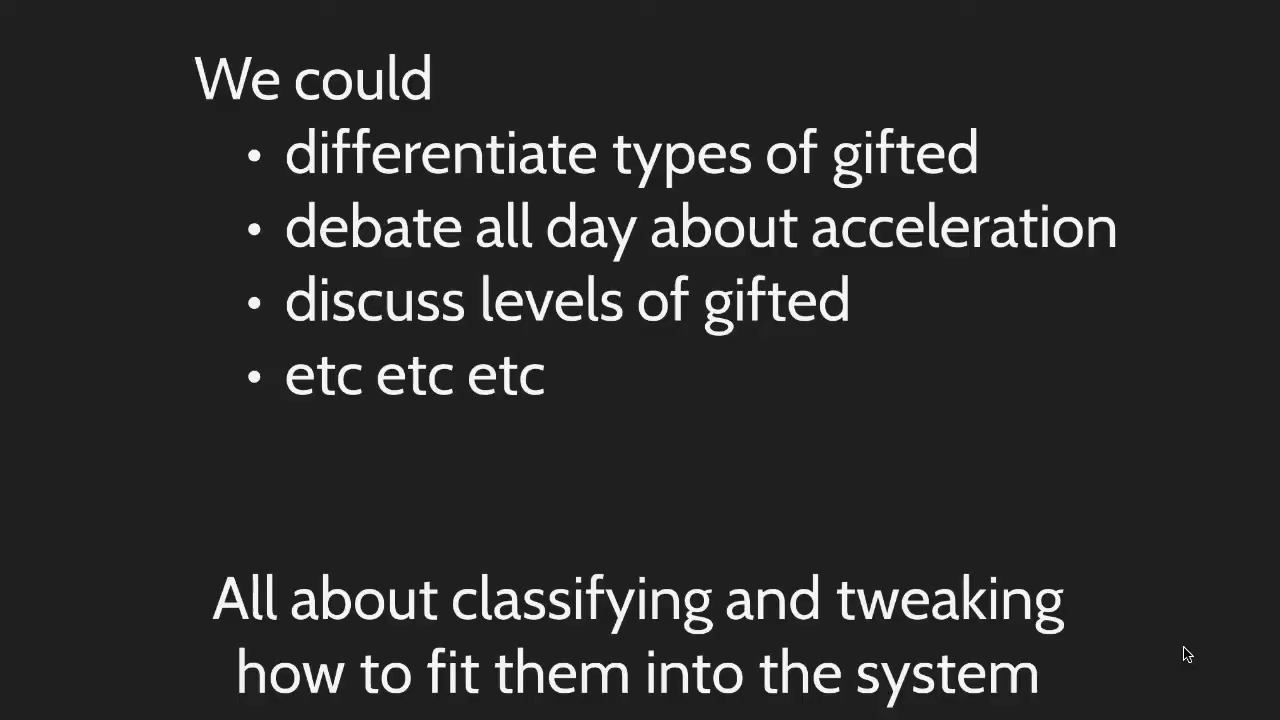 We could
• differentiate types of gifted
• debate all day about acceleration
• discuss levels of gifted
• etc etc etc
All about classifying and tweaking
how to fit them into the system